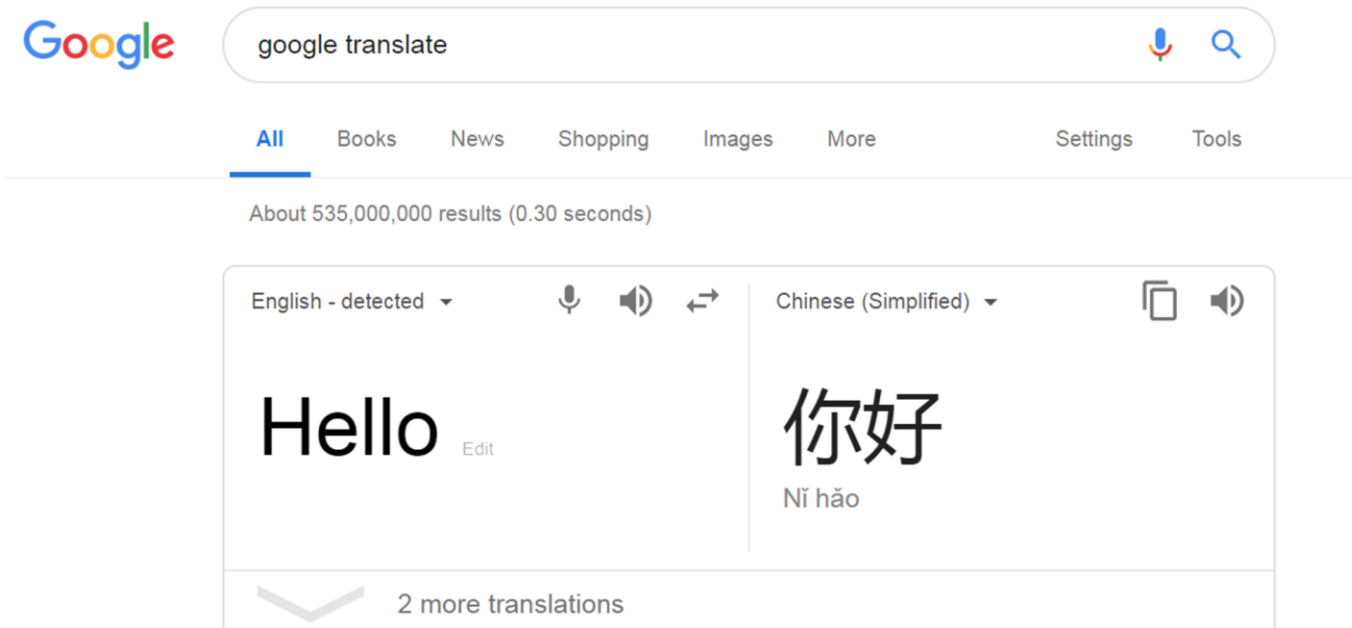 Google google translate
All Books News Shopping Images More Settings Tools
About 535,000,000 results (0.30 seconds)
English - detected Chinese (Simplified)
Hello Edit 你好
Nǐ hǎo
2 more translations